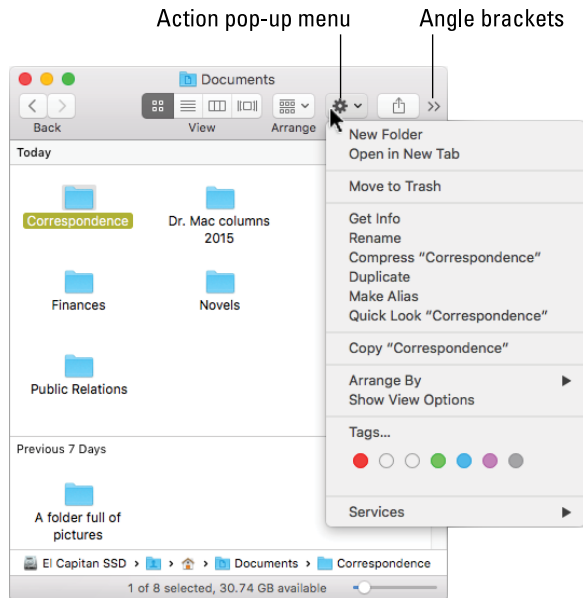 Action pop-up menu
Angle brackets
Documents
Back
View
Arrange
New Folder
Open in New Tab
Move to Trash
Get Info
Rename
Compress “Correspondence”
Duplicate
Make Alias
Quick Look “Correspondence”
Copy “Correspondence”
Arrange By
Show View Options
Tags...
Services
Today
Correspondence
Dr. Mac columns
2015
Finances
Novels
Public Relations
Previous 7 Days
A folder full of
pictures
El Capitan SSD › › › Documents › Correspondence
1 of 8 selected, 30.74 GB available